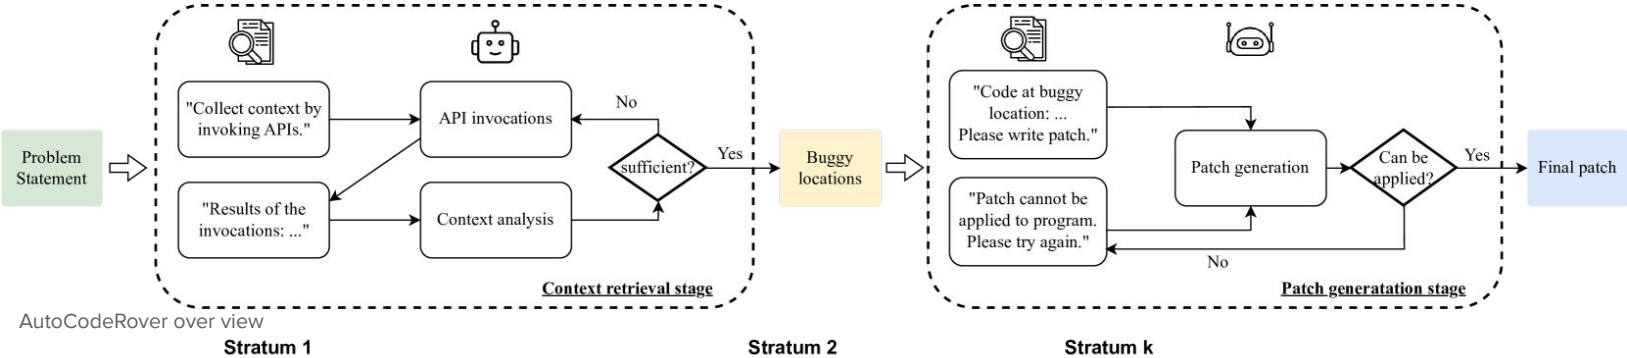 Problem
Statement
"Collect context by
invoking APIs."
API invocations
No
"Results of the
invocations: ..."
Context analysis
sufficient?
Yes
Context retrieval stage
Buggy
locations
"Code at buggy
location: ...
Please write patch."
"Patch cannot be
applied to program.
Please try again."
Patch generation
Can be
applied?
Yes
No
Patch generatation stage
Final patch
AutoCodeRover over view
Stratum 1
Stratum 2
Stratum k